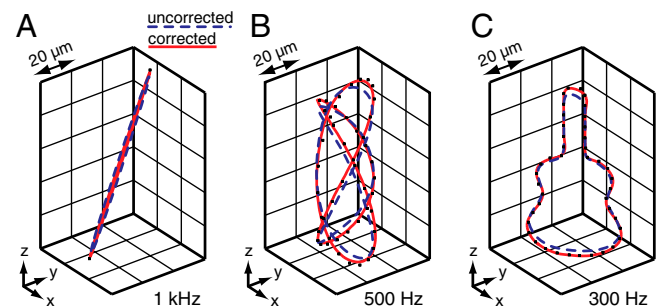 A
uncorrected
corrected
20 µm
z
y
x
1 kHz
B
20 µm
z
y
x
500 Hz
C
20 µm
z
y
x
300 Hz